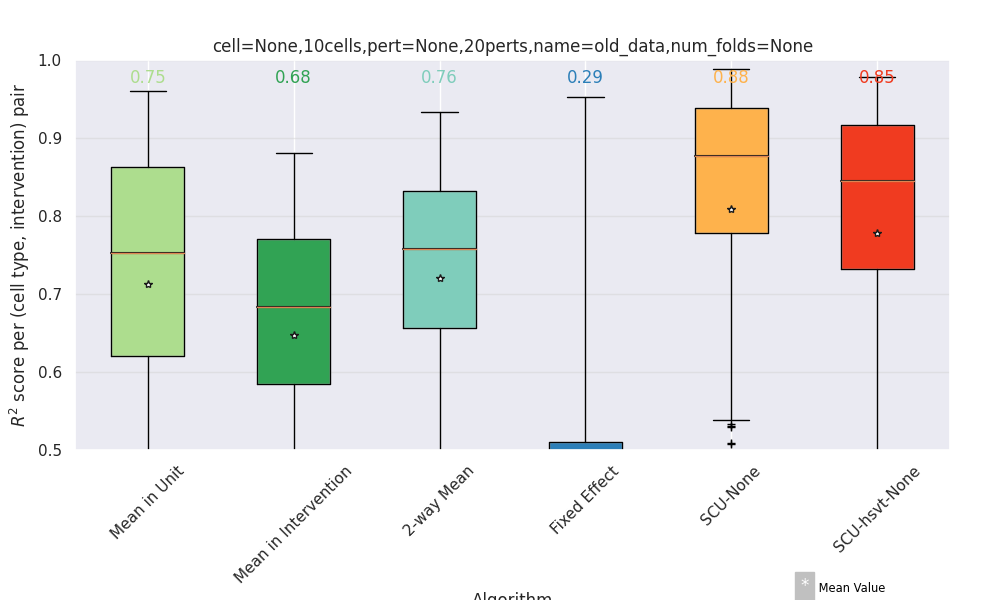 cell=None,10cells,pert=None,20perts,name=old_data,num_folds=None
R² score per (cell type, intervention) pair
1.0
0.9
0.8
0.7
0.6
0.5
0.75 0.68 0.76 0.29 0.88 0.85
Mean in Unit
Mean in Intervention
2-way Mean
Fixed Effect
SCU-None
SCU-hsvt-None
Algorithm
* Mean Value